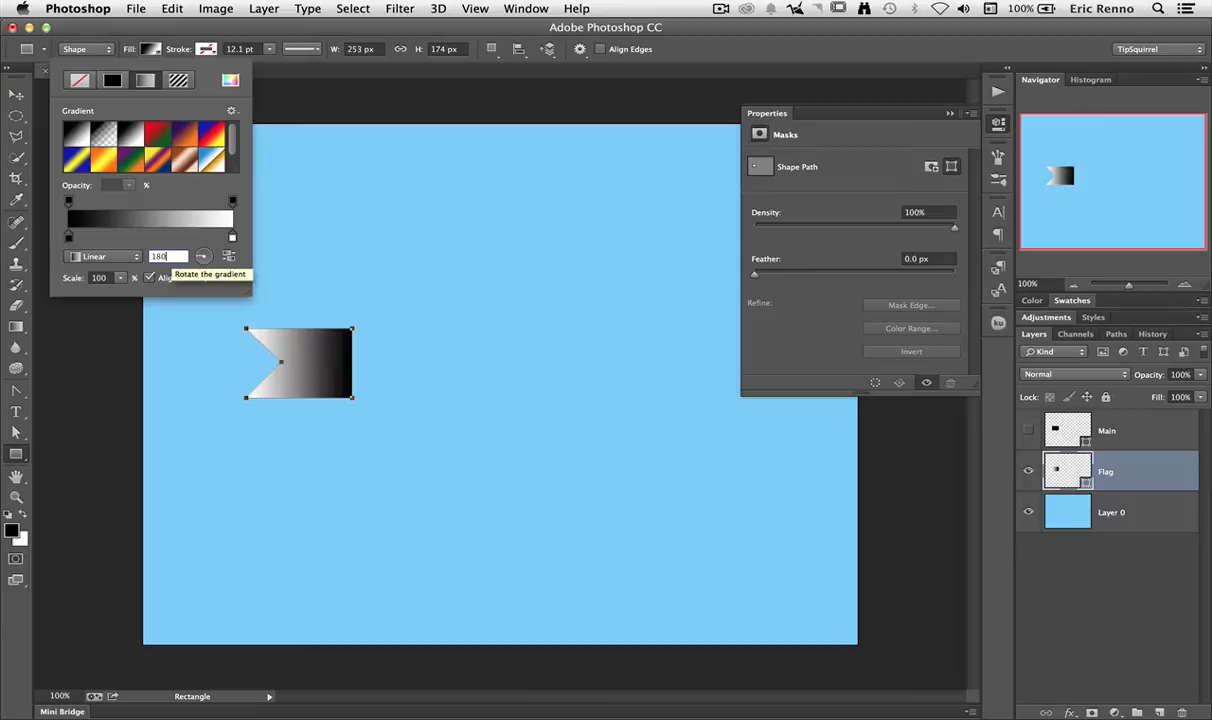 Photoshop File Edit Image Layer Type Select Filter 3D View Window Help 100% Eric Renno
Adobe Photoshop CC
Shape Fill: Stroke: 12.1 pt W: 253 px H: 174 px Align Edges TipSquirrel
Gradient
Opacity: %
Linear 180
Rotate the gradient
Scale: 100 %
Properties
Masks
Shape Path
Density: 100%
Feather: 0.0 px
Refine: Mask Edge...
Color Range...
Invert
Navigator Histogram
100%
Color Swatches
Adjustments Styles
Layers Channels Paths History
Kind
Normal Opacity: 100%
Lock: Fill: 100%
Main
Flag
Layer 0
100% Rectangle
Mini Bridge